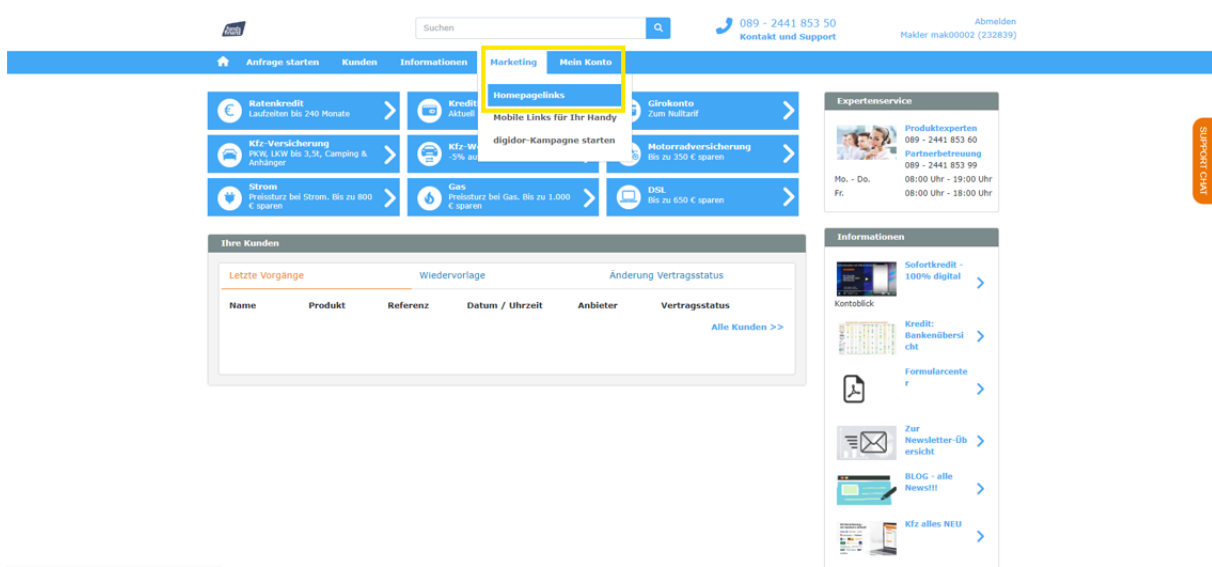 Suchen
089 - 2441 853 50
Kontakt und Support
Abmelden
Makler mak00002 (232839)
Anfrage starten Kunden Informationen Marketing Mein Konto
Homepagelinks
Mobile Links für Ihr Handy
digidor-Kampagne starten
Ratenkredit
Laufzeiten bis 240 Monate
Kredit
Aktuell
Girokonto
Zum Nulltarif
Kfz-Versicherung
PKW, LKW bis 3,5t, Camping &
Anhänger
Kfz-W
-5% au
Motorradversicherung
Bis zu 350 € sparen
Strom
Preissturz bei Strom. Bis zu 800
€ sparen
Gas
Preissturz bei Gas. Bis zu 1.000
€ sparen
DSL
Bis zu 650 € sparen
Ihre Kunden
Letzte Vorgänge Wiedervorlage Änderung Vertragsstatus
Name Produkt Referenz Datum / Uhrzeit Anbieter Vertragsstatus
Alle Kunden >>
Expertenservice
Produktexperten
089 - 2441 853 60
Partnerbetreuung
089 - 2441 853 99
Mo. - Do. 08:00 Uhr - 19:00 Uhr
Fr. 08:00 Uhr - 18:00 Uhr
Informationen
Sofortkredit -
100% digital
Kontoblick
Kredit:
Bankenübersi
cht
Formularcente
r
Zur
Newsletter-Üb
ersicht
BLOG - alle
News!!!
Kfz alles NEU
SUPPORT CHAT